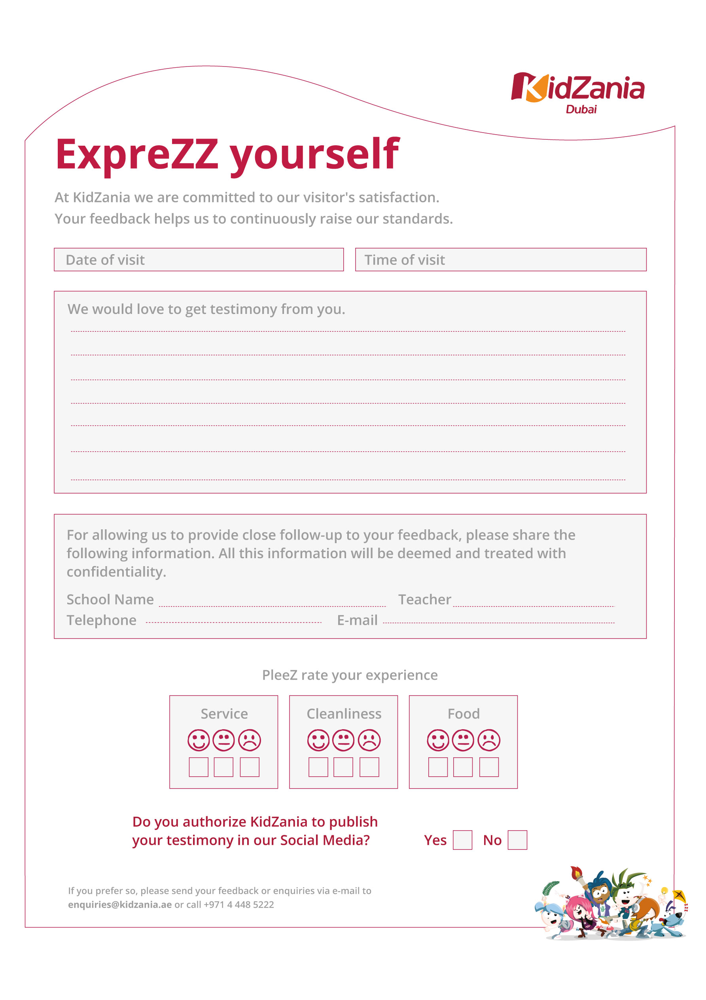 KidZania
Dubai
ExpreZZ yourself
At KidZania we are committed to our visitor's satisfaction.
Your feedback helps us to continuously raise our standards.
Date of visit
Time of visit
We would love to get testimony from you.
For allowing us to provide close follow-up to your feedback, please share the
following information. All this information will be deemed and treated with
confidentiality.
School Name
Teacher
Telephone
E-mail
PleeZ rate your experience
Service
Cleanliness
Food
Do you authorize KidZania to publish
your testimony in our Social Media?
Yes
No
If you prefer so, please send your feedback or enquiries via e-mail to
enquiries@kidzania.ae or call +971 4 448 5222